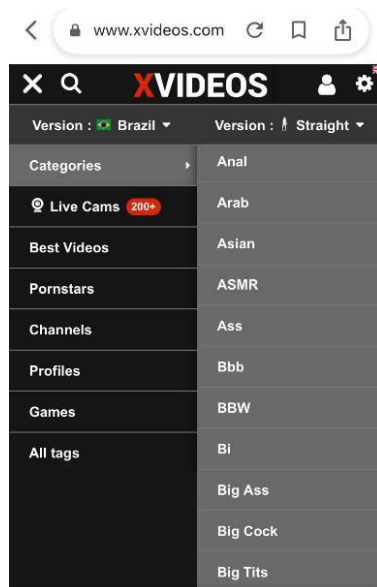 www.xvideos.com
XVIDEOS
Version : Brazil
Version : Straight
Categories
Live Cams 200+
Best Videos
Pornstars
Channels
Profiles
Games
All tags
Anal
Arab
Asian
ASMR
Ass
Bbb
BBW
Bi
Big Ass
Big Cock
Big Tits